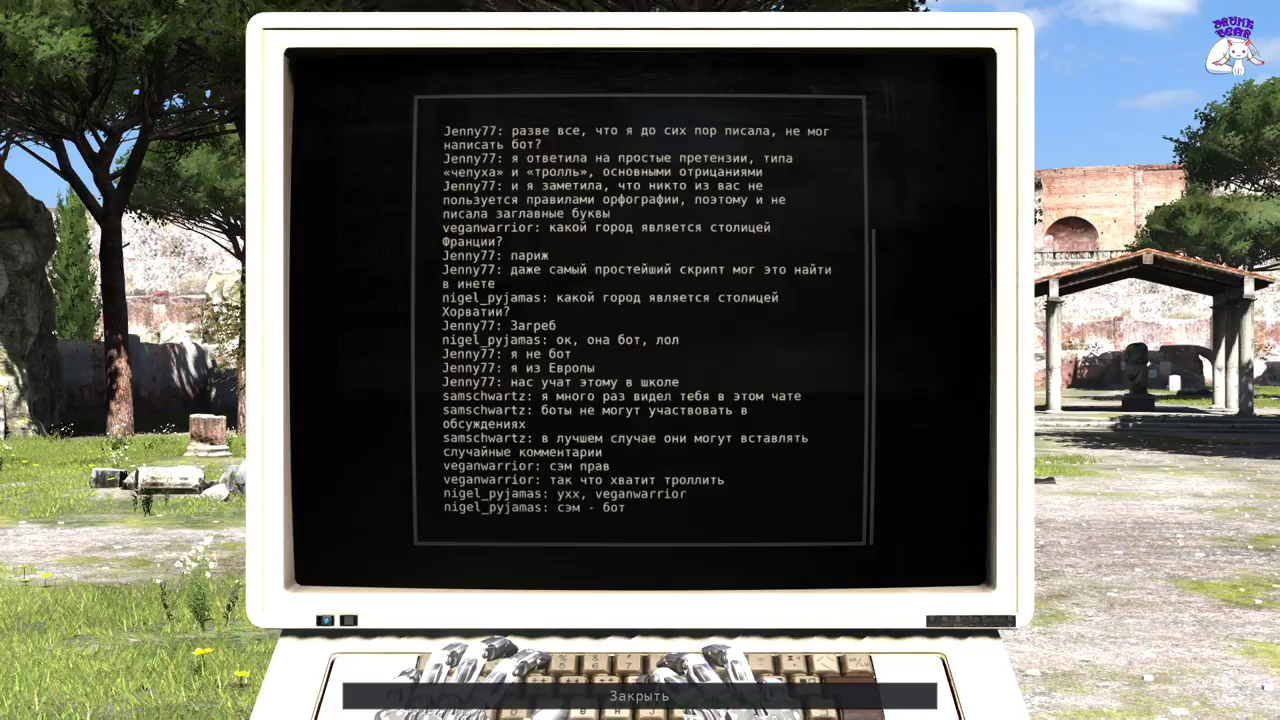 DRUNK
BEAR
Jenny77: разве все, что я до сих пор писала, не мог
написать бот?
Jenny77: я ответила на простые претензии, типа
«чепуха» и «тролль», основными отрицаниями
Jenny77: и я заметила, что никто из вас не
пользуется правилами орфографии, поэтому и не
писала заглавные буквы
veganwarrior: какой город является столицей
Франции?
Jenny77: париж
Jenny77: даже самый простейший скрипт мог это найти
в инете
nigel_pyjamas: какой город является столицей
Хорватии?
Jenny77: Загреб
nigel_pyjamas: ок, она бот, лол
Jenny77: я не бот
Jenny77: я из Европы
Jenny77: нас учат этому в школе
samschwartz: я много раз видел тебя в этом чате
samschwartz: боты не могут участвовать в
обсуждениях
samschwartz: в лучшем случае они могут вставлять
случайные комментарии
veganwarrior: сэм прав
veganwarrior: так что хватит троллить
nigel_pyjamas: ухх, veganwarrior
nigel_pyjamas: сэм - бот
Закрыть